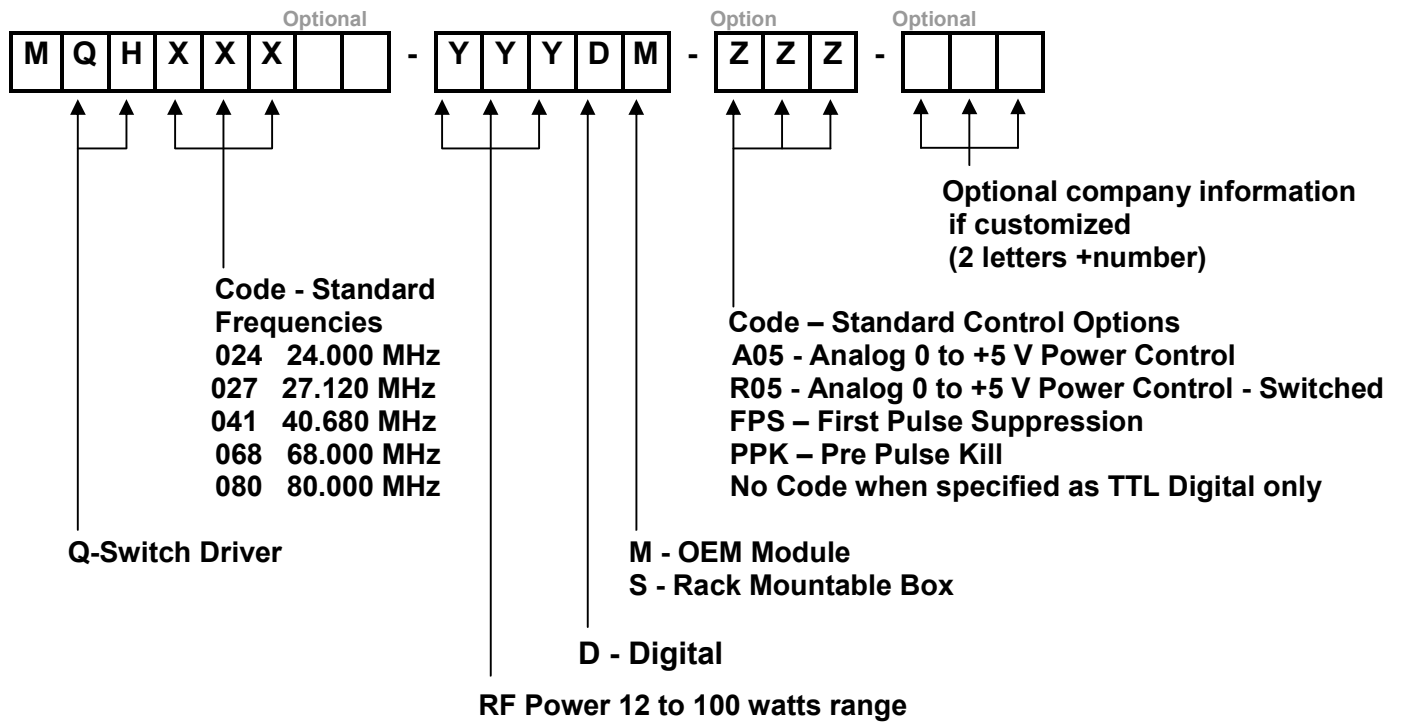 Optional Option Optional
M Q H X X X - Y Y Y D M - Z Z Z -
Optional company information
if customized
(2 letters +number)
Code - Standard
Frequencies
024 24.000 MHz
027 27.120 MHz
041 40.680 MHz
068 68.000 MHz
080 80.000 MHz
Code – Standard Control Options
A05 - Analog 0 to +5 V Power Control
R05 - Analog 0 to +5 V Power Control - Switched
FPS – First Pulse Suppression
PPK – Pre Pulse Kill
No Code when specified as TTL Digital only
Q-Switch Driver
M - OEM Module
S - Rack Mountable Box
D - Digital
RF Power 12 to 100 watts range